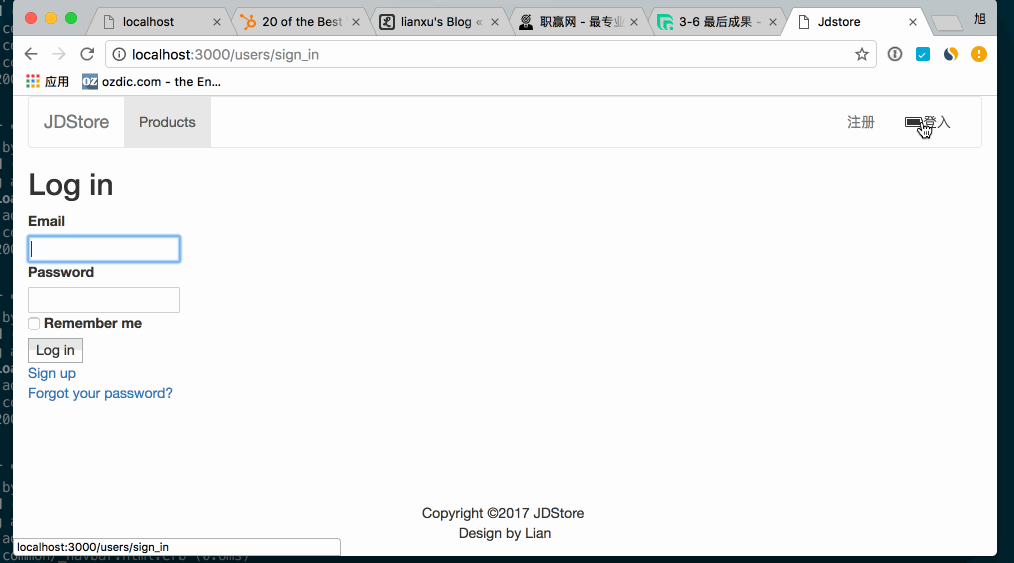 localhost
20 of the Best
lianxu's Blog «
职赢网 - 最专业
3-6 最后成果 -
Jdstore
旭
localhost:3000/users/sign_in
应用
OZ
ozdic.com - the En...
JDStore
Products
注册
登入
Log in
Email
Password
Remember me
Log in
Sign up
Forgot your password?
Copyright ©2017 JDStore
Design by Lian
localhost:3000/users/sign_in